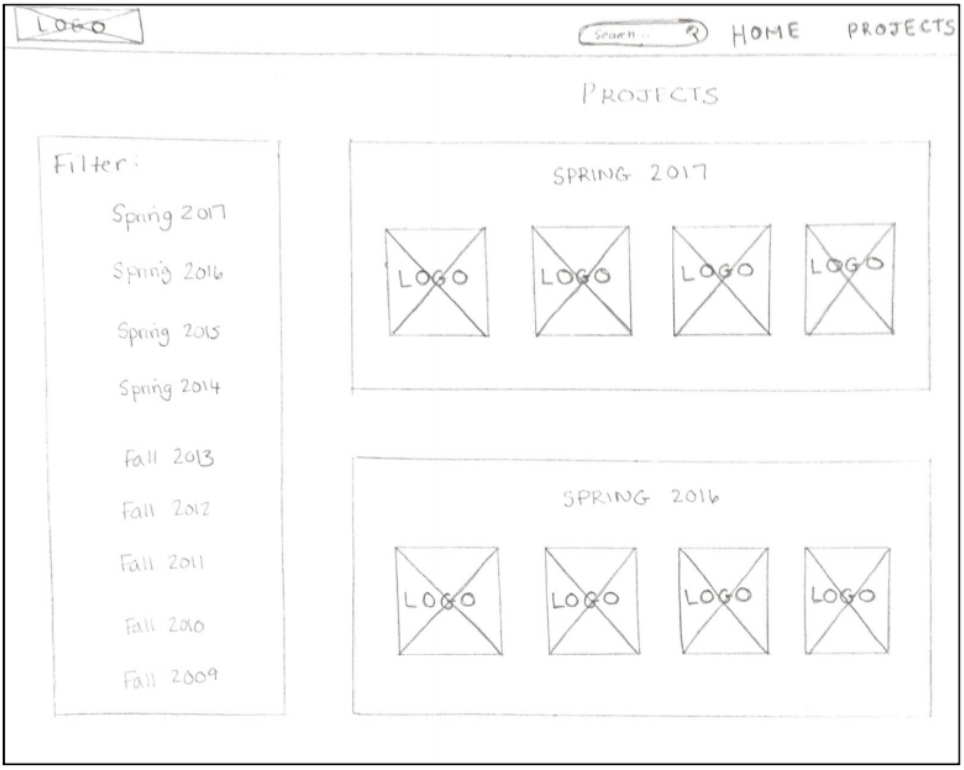 LOGO
Search...
HOME
PROJECTS
PROJECTS
Filter:
Spring 2017
Spring 2016
Spring 2015
Spring 2014
Fall 2013
Fall 2012
Fall 2011
Fall 2010
Fall 2009
SPRING 2017
LOGO LOGO LOGO LOGO
SPRING 2016
LOGO LOGO LOGO LOGO